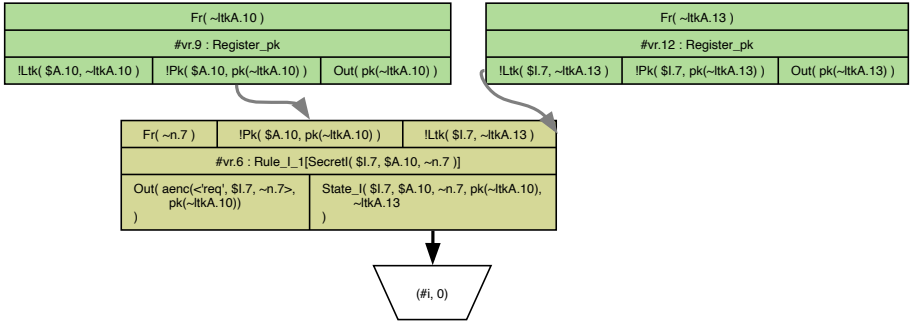 Fr( ~ltkA.10 )
#vr.9 : Register_pk
!Ltk( $A.10, ~ltkA.10 ) !Pk( $A.10, pk(~ltkA.10) ) Out( pk(~ltkA.10) )
Fr( ~ltkA.13 )
#vr.12 : Register_pk
!Ltk( $I.7, ~ltkA.13 ) !Pk( $I.7, pk(~ltkA.13) ) Out( pk(~ltkA.13) )
Fr( ~n.7 ) !Pk( $A.10, pk(~ltkA.10) ) !Ltk( $I.7, ~ltkA.13 )
#vr.6 : Rule_I_1[SecretI( $I.7, $A.10, ~n.7 )]
Out( aenc(<'req', $I.7, ~n.7>,
pk(~ltkA.10))
)
State_I( $I.7, $A.10, ~n.7, pk(~ltkA.10),
~ltkA.13
)
(#i, 0)